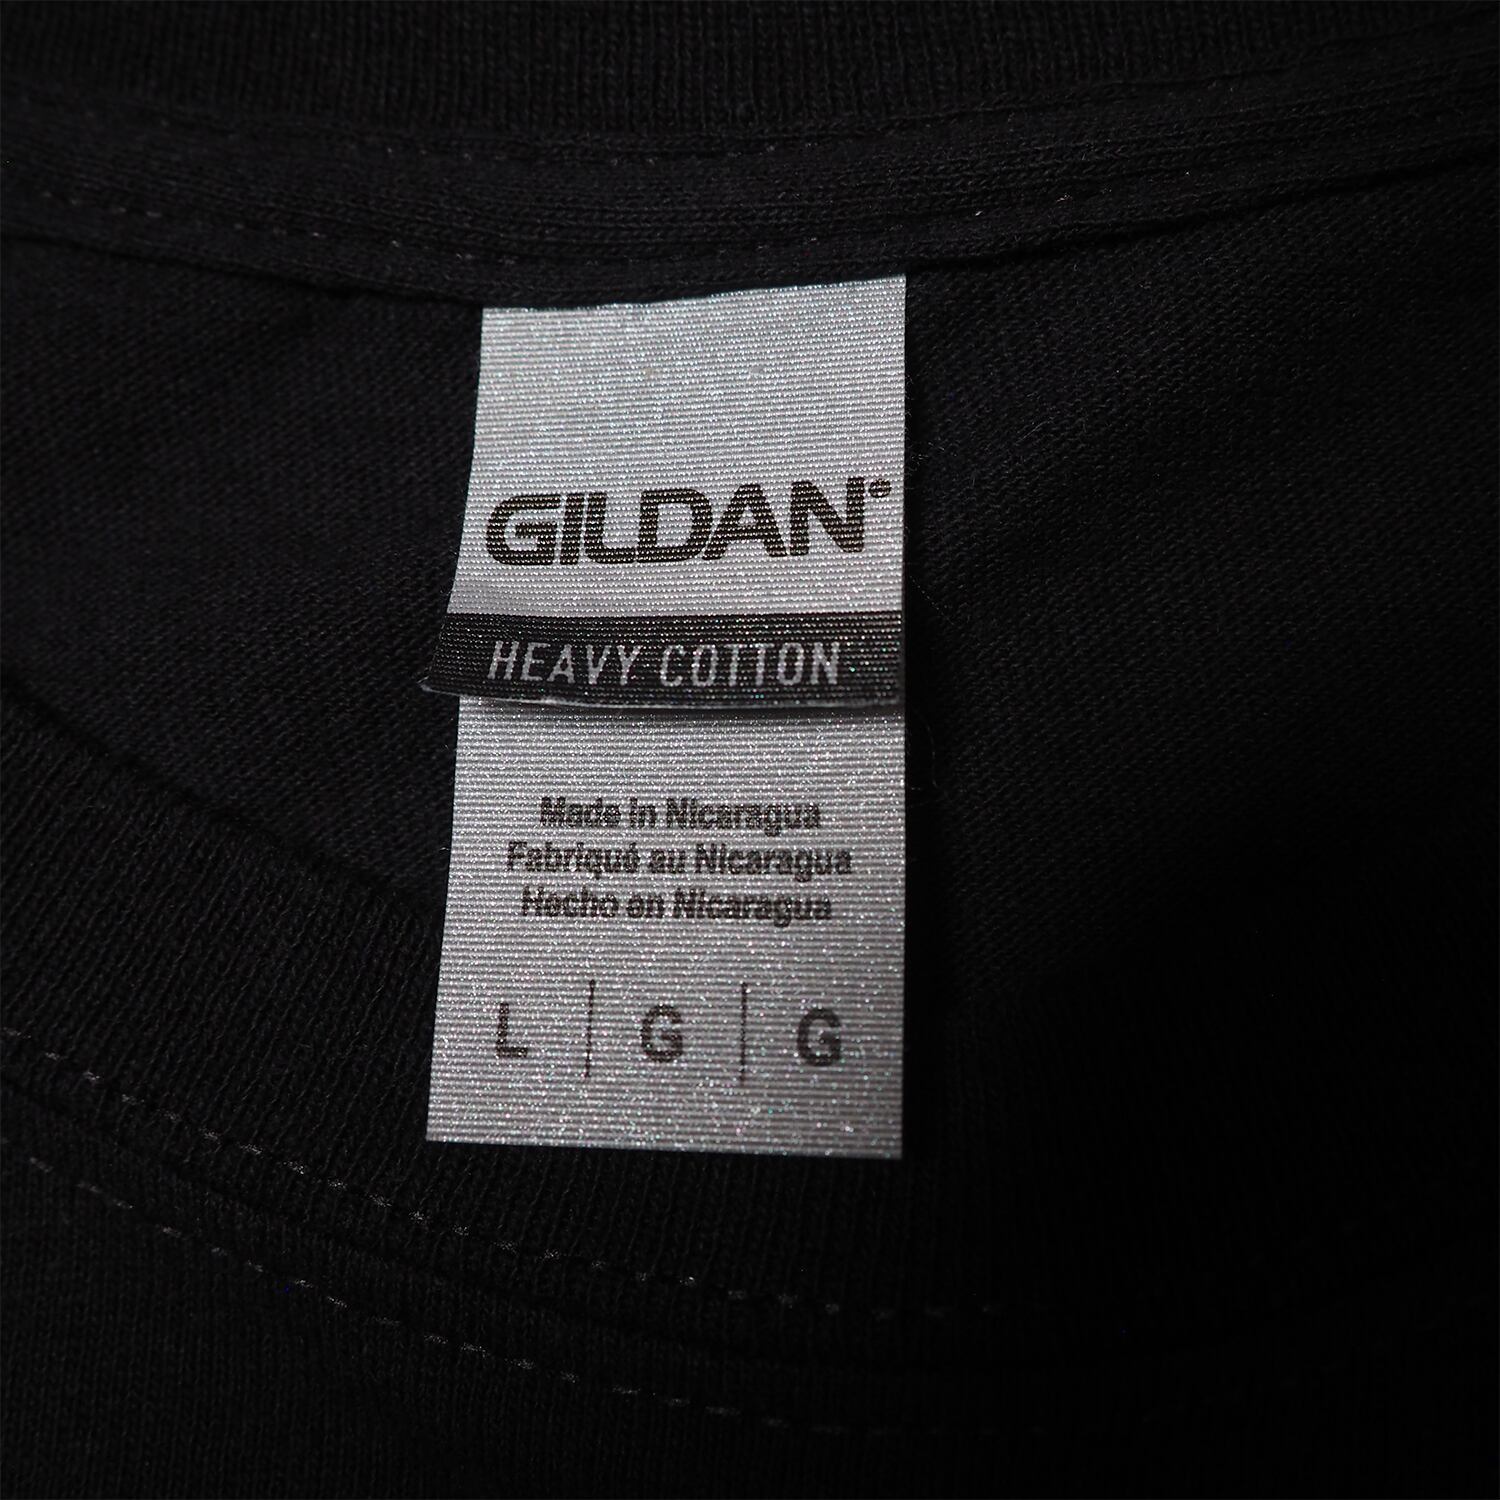 GILDAN®
HEAVY COTTON
Made in Nicaragua
Fabriqué au Nicaragua
Hecho en Nicaragua
L | G | G